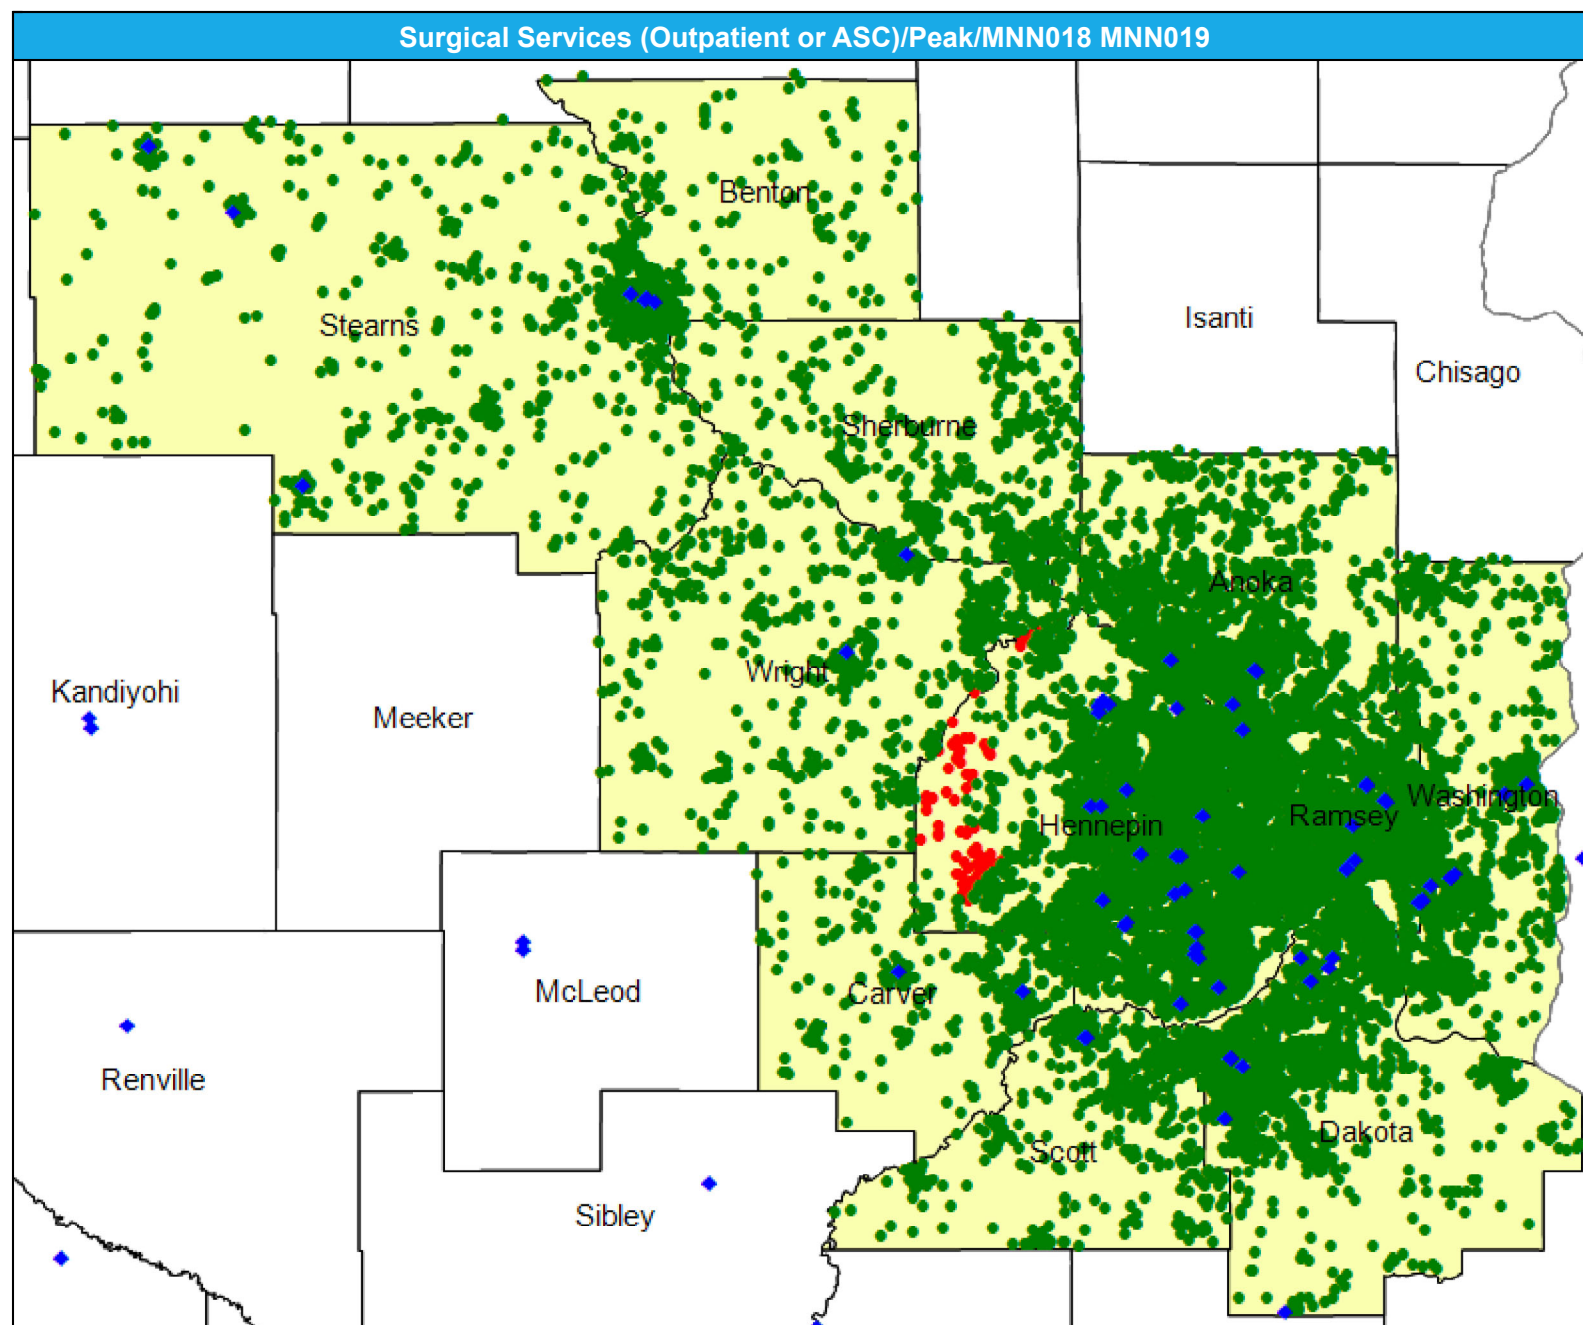 Surgical Services (Outpatient or ASC)/Peak/MNN018 MNN019
Benton
Stearns
Isanti
Chisago
Sherburne
Anoka
Wright
Kandiyohi
Meeker
Washington
Ramsey
Hennepin
McLeod
Carver
Renville
Dakota
Scott
Sibley